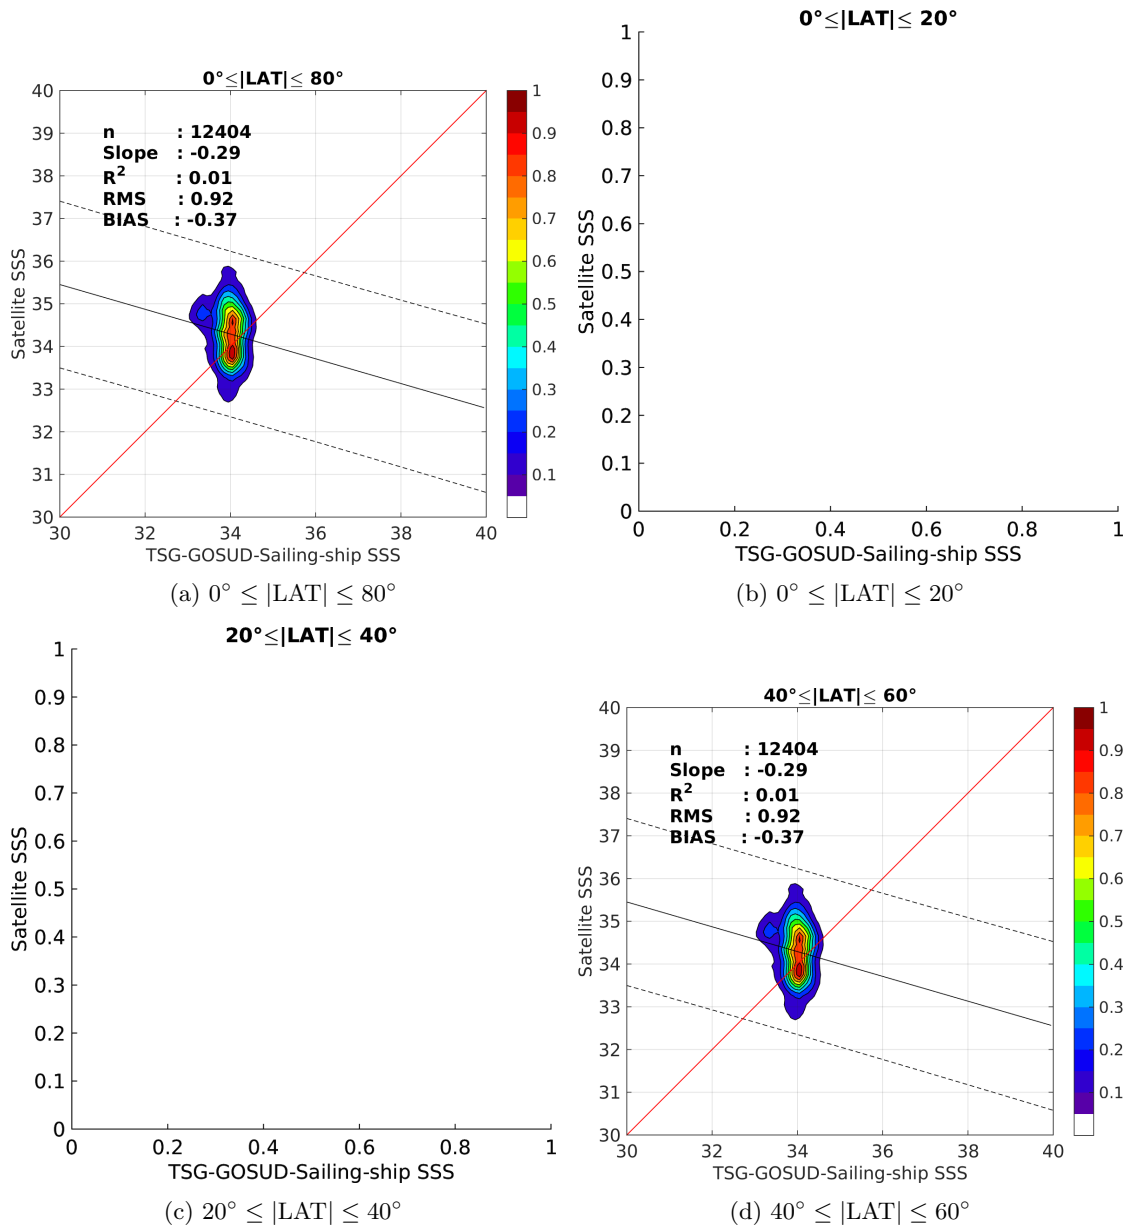 0°≤|LAT|≤ 80°
40
39
38
37
36
35
34
33
32
31
30
30 32 34 36 38 40
Satellite SSS
TSG-GOSUD-Sailing-ship SSS
n : 12404
Slope : -0.29
R² : 0.01
RMS : 0.92
BIAS : -0.37
1
0.9
0.8
0.7
0.6
0.5
0.4
0.3
0.2
0.1
(a) 0° ≤ |LAT| ≤ 80°
0°≤|LAT|≤ 20°
1
0.9
0.8
0.7
0.6
0.5
0.4
0.3
0.2
0.1
0
0 0.2 0.4 0.6 0.8 1
Satellite SSS
TSG-GOSUD-Sailing-ship SSS
(b) 0° ≤ |LAT| ≤ 20°
20°≤|LAT|≤ 40°
1
0.9
0.8
0.7
0.6
0.5
0.4
0.3
0.2
0.1
0
0 0.2 0.4 0.6 0.8 1
Satellite SSS
TSG-GOSUD-Sailing-ship SSS
(c) 20° ≤ |LAT| ≤ 40°
40°≤|LAT|≤ 60°
40
39
38
37
36
35
34
33
32
31
30
30 32 34 36 38 40
Satellite SSS
TSG-GOSUD-Sailing-ship SSS
n : 12404
Slope : -0.29
R² : 0.01
RMS : 0.92
BIAS : -0.37
1
0.9
0.8
0.7
0.6
0.5
0.4
0.3
0.2
0.1
(d) 40° ≤ |LAT| ≤ 60°